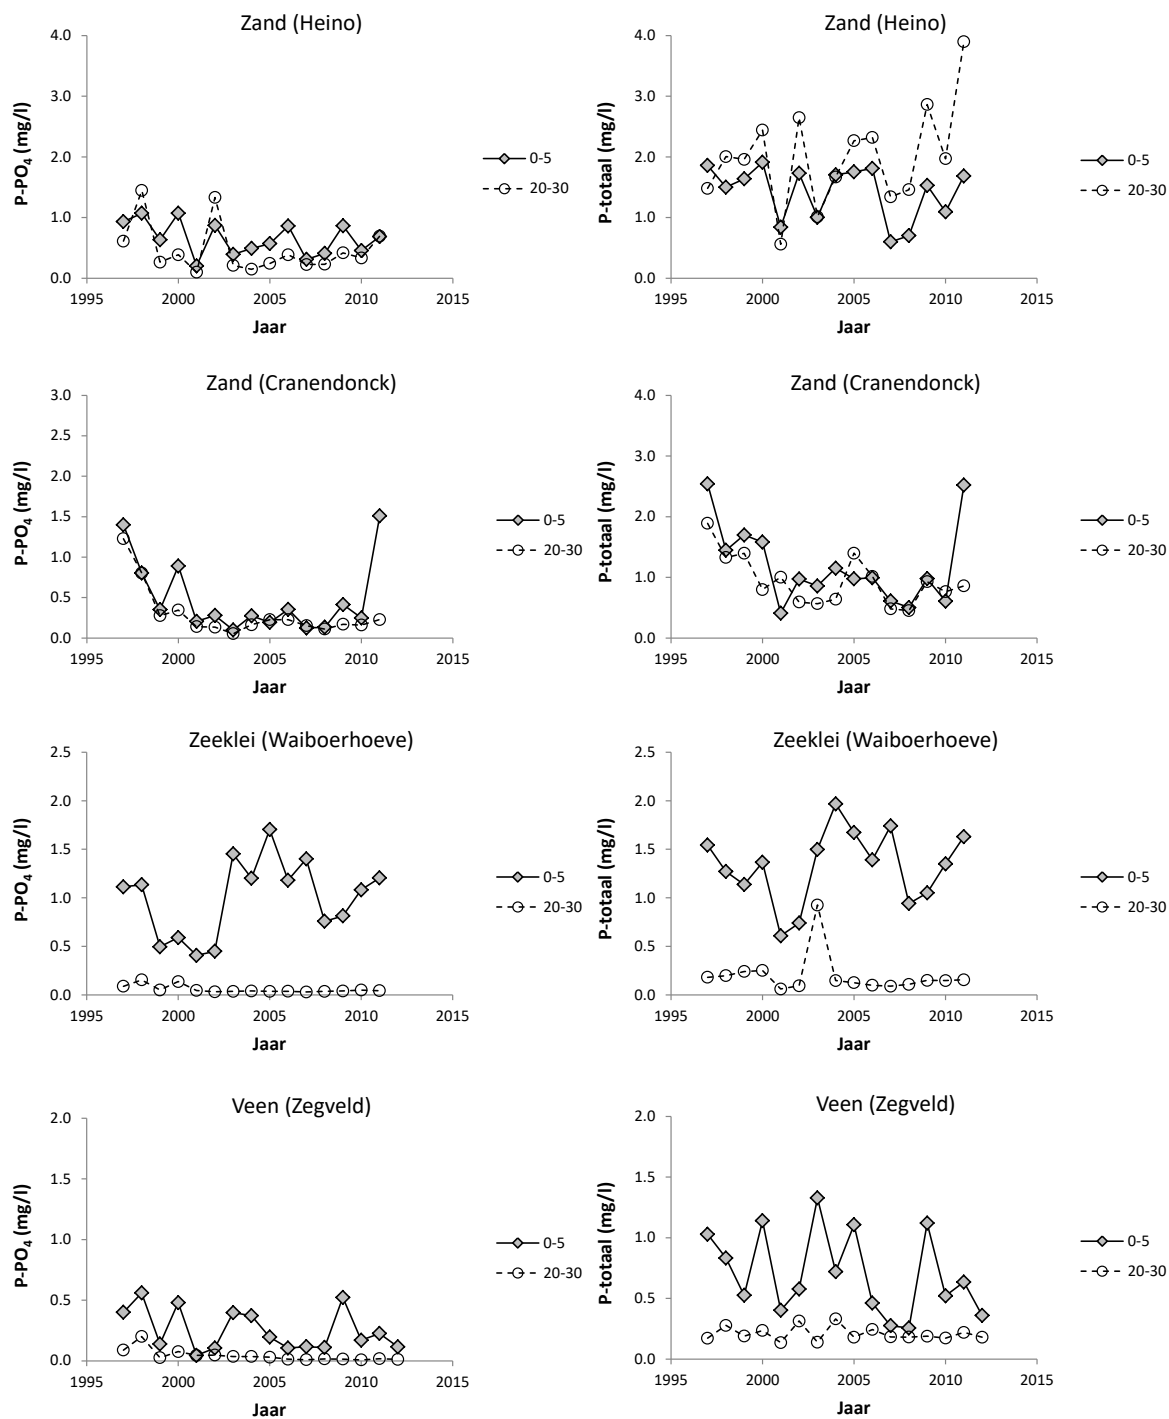 Zand (Heino)
4.0
3.0
2.0
1.0
0.0
P-PO4 (mg/l)
1995 2000 2005 2010 2015
Jaar
0-5
20-30
Zand (Heino)
4.0
3.0
2.0
1.0
0.0
P-totaal (mg/l)
1995 2000 2005 2010 2015
Jaar
0-5
20-30
Zand (Cranendonck)
3.0
2.5
2.0
1.5
1.0
0.5
0.0
P-PO4 (mg/l)
1995 2000 2005 2010 2015
Jaar
0-5
20-30
Zand (Cranendonck)
4.0
3.0
2.0
1.0
0.0
P-totaal (mg/l)
1995 2000 2005 2010 2015
Jaar
0-5
20-30
Zeeklei (Waiboerhoeve)
2.5
2.0
1.5
1.0
0.5
0.0
P-PO4 (mg/l)
1995 2000 2005 2010 2015
Jaar
0-5
20-30
Zeeklei (Waiboerhoeve)
2.5
2.0
1.5
1.0
0.5
0.0
P-totaal (mg/l)
1995 2000 2005 2010 2015
Jaar
0-5
20-30
Veen (Zegveld)
2.0
1.5
1.0
0.5
0.0
P-PO4 (mg/l)
1995 2000 2005 2010 2015
Jaar
0-5
20-30
Veen (Zegveld)
2.0
1.5
1.0
0.5
0.0
P-totaal (mg/l)
1995 2000 2005 2010 2015
Jaar
0-5
20-30